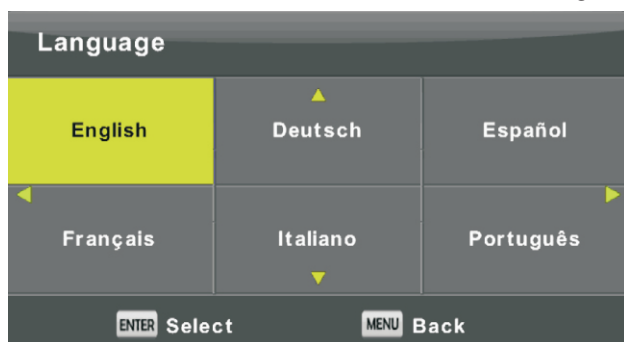 Language
English Deutsch Español
Français Italiano Português
ENTER Select MENU Back